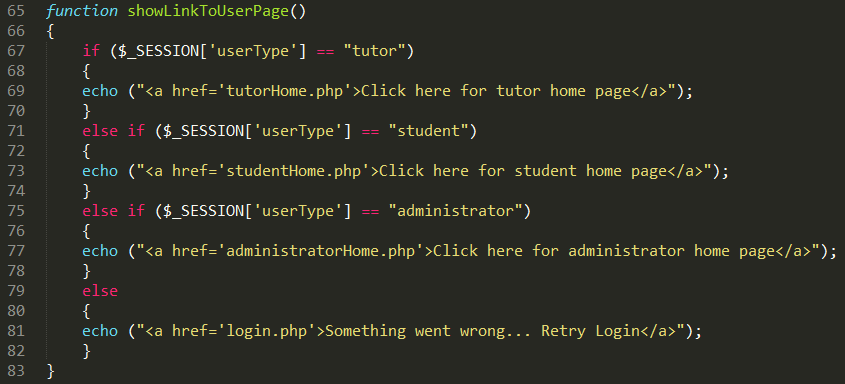 65 function showLinkToUserPage()
66 {
67     if ($_SESSION['userType'] == "tutor")
68     {
69     echo ("<a href='tutorHome.php'>Click here for tutor home page</a>");
70     }
71     else if ($_SESSION['userType'] == "student")
72     {
73     echo ("<a href='studentHome.php'>Click here for student home page</a>");
74     }
75     else if ($_SESSION['userType'] == "administrator")
76     {
77     echo ("<a href='administratorHome.php'>Click here for administrator home page</a>");
78     }
79     else
80     {
81     echo ("<a href='login.php'>Something went wrong... Retry Login</a>");
82     }
83 }